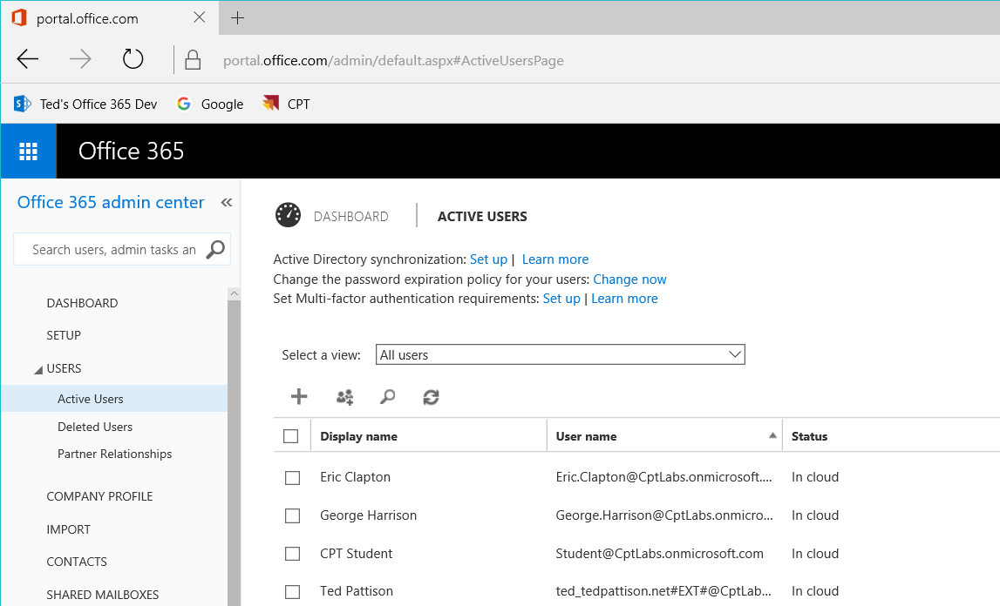 portal.office.com
portal.office.com/admin/default.aspx#ActiveUsersPage
Ted's Office 365 Dev
Google
CPT
Office 365
Office 365 admin center
Search users, admin tasks an
DASHBOARD
SETUP
USERS
Active Users
Deleted Users
Partner Relationships
COMPANY PROFILE
IMPORT
CONTACTS
SHARED MAILBOXES
DASHBOARD | ACTIVE USERS
Active Directory synchronization: Set up | Learn more
Change the password expiration policy for your users: Change now
Set Multi-factor authentication requirements: Set up | Learn more
Select a view: All users
Display name User name Status
Eric Clapton Eric.Clapton@CptLabs.onmicrosoft.... In cloud
George Harrison George.Harrison@CptLabs.onmicro... In cloud
CPT Student Student@CptLabs.onmicrosoft.com In cloud
Ted Pattison ted_tedpattison.net#EXT#@CptLab... In cloud